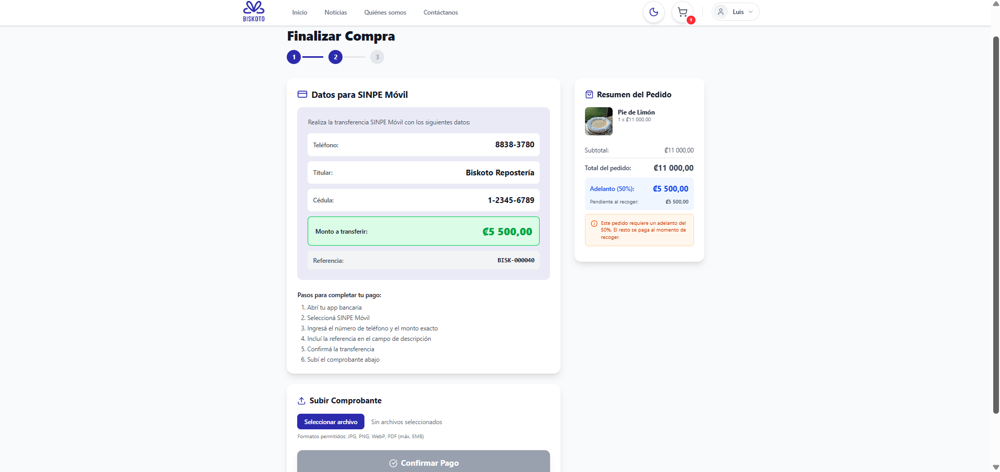 BISKOTO
Inicio
Noticias
Quiénes somos
Contáctanos
1
Luis
Finalizar Compra
1
2
3
Datos para SINPE Móvil
Realiza la transferencia SINPE Móvil con los siguientes datos:
Teléfono:
8838-3780
Titular:
Biskoto Repostería
Cédula:
1-2345-6789
Monto a transferir:
₡5 500,00
Referencia:
BISK-000040
Pasos para completar tu pago:
1. Abrí tu app bancaria
2. Seleccioná SINPE Móvil
3. Ingresá el número de teléfono y el monto exacto
4. Incluí la referencia en el campo de descripción
5. Confirmá la transferencia
6. Subí el comprobante abajo
Subir Comprobante
Seleccionar archivo
Sin archivos seleccionados
Formatos permitidos: JPG, PNG, WebP, PDF (máx. 5MB)
Confirmar Pago
Resumen del Pedido
Pie de Limón
1 x ₡11 000,00
Subtotal:
₡11 000,00
Total del pedido:
₡11 000,00
Adelanto (50%):
₡5 500,00
Pendiente al recoger:
₡5 500,00
Este pedido requiere un adelanto del
50%. El resto se paga al momento de
recoger.